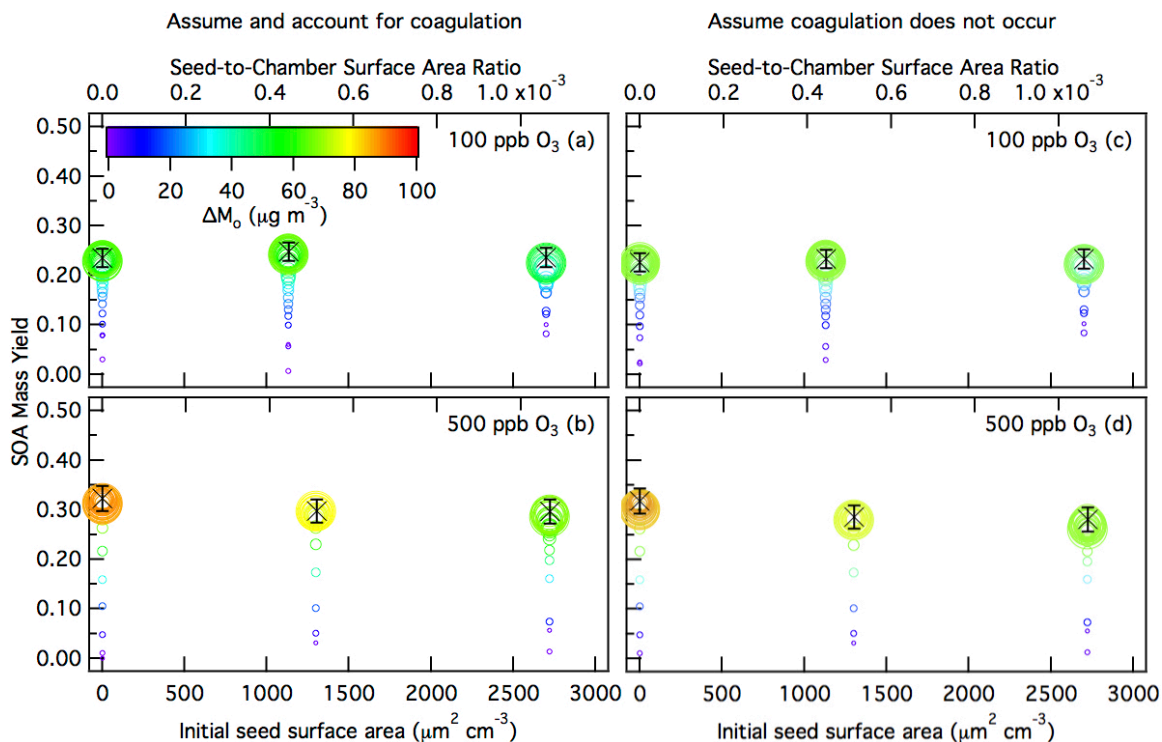 Assume and account for coagulation
Assume coagulation does not occur
Seed-to-Chamber Surface Area Ratio
Seed-to-Chamber Surface Area Ratio
0.0 0.2 0.4 0.6 0.8 1.0 x10⁻³
0.0 0.2 0.4 0.6 0.8 1.0 x10⁻³
SOA Mass Yield
0.50
0.40
0.30
0.20
0.10
0.00
100 ppb O₃ (a)
0 20 40 60 80 100
ΔMₒ (μg m⁻³)
100 ppb O₃ (c)
0.50
0.40
0.30
0.20
0.10
0.00
500 ppb O₃ (b)
500 ppb O₃ (d)
0 500 1000 1500 2000 2500 3000
0 500 1000 1500 2000 2500 3000
Initial seed surface area (μm² cm⁻³)
Initial seed surface area (μm² cm⁻³)